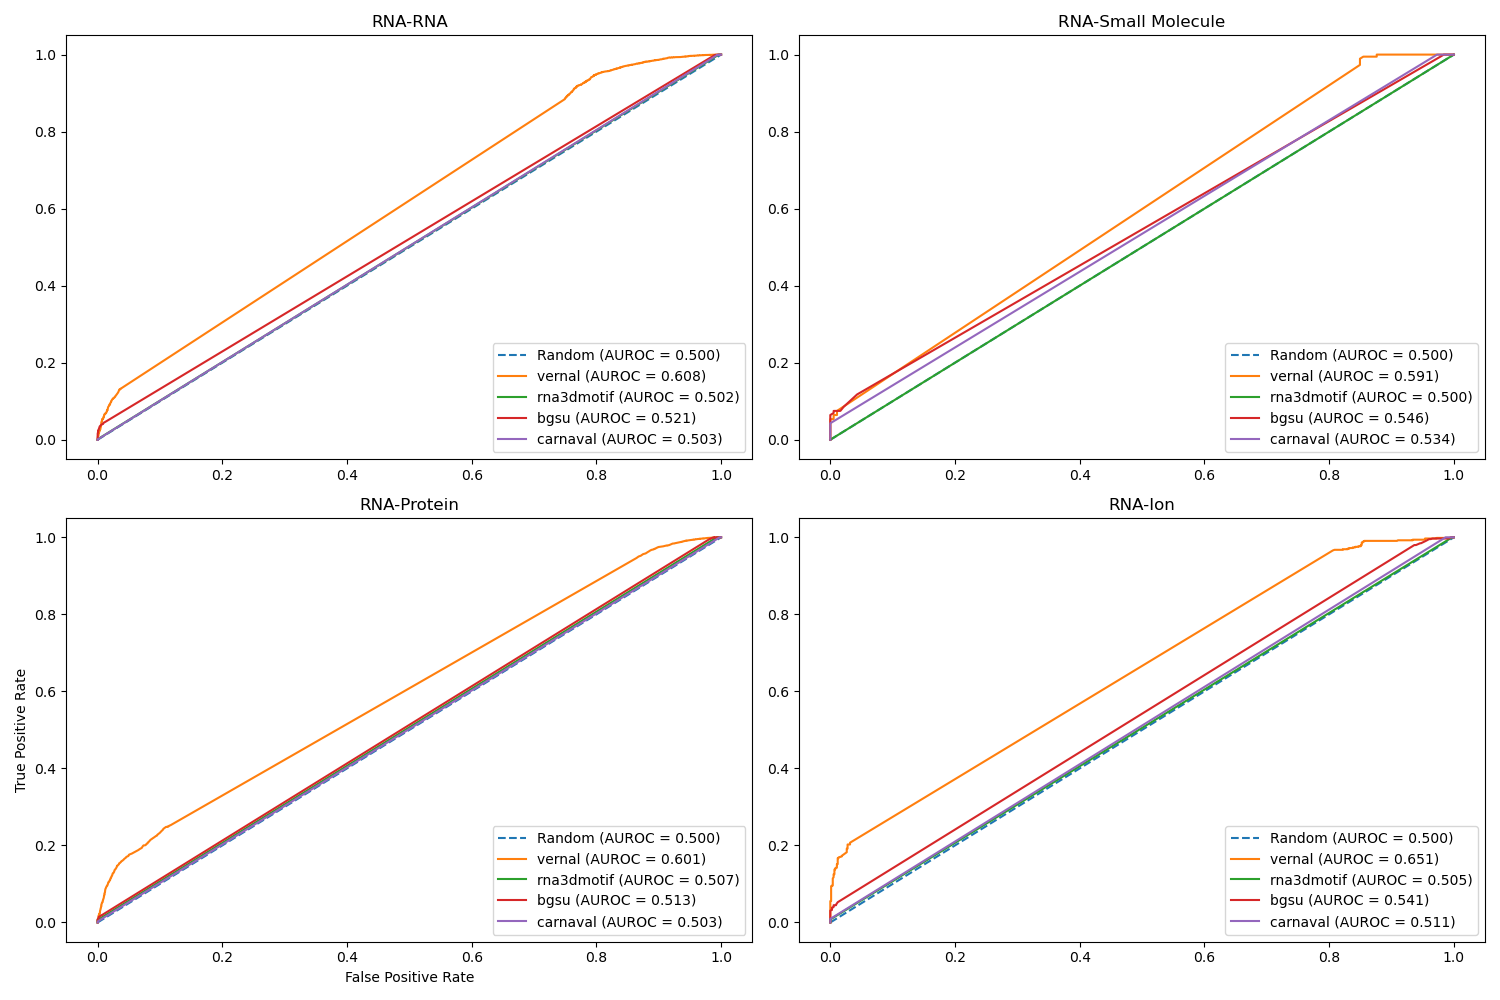 RNA-RNA
1.0
0.8
0.6
0.4
0.2
0.0
Random (AUROC = 0.500)
vernal (AUROC = 0.608)
rna3dmotif (AUROC = 0.502)
bgsu (AUROC = 0.521)
carnaval (AUROC = 0.503)
0.0 0.2 0.4 0.6 0.8 1.0
RNA-Small Molecule
1.0
0.8
0.6
0.4
0.2
0.0
Random (AUROC = 0.500)
vernal (AUROC = 0.591)
rna3dmotif (AUROC = 0.500)
bgsu (AUROC = 0.546)
carnaval (AUROC = 0.534)
0.0 0.2 0.4 0.6 0.8 1.0
RNA-Protein
True Positive Rate
1.0
0.8
0.6
0.4
0.2
0.0
Random (AUROC = 0.500)
vernal (AUROC = 0.601)
rna3dmotif (AUROC = 0.507)
bgsu (AUROC = 0.513)
carnaval (AUROC = 0.503)
0.0 0.2 0.4 0.6 0.8 1.0
False Positive Rate
RNA-Ion
1.0
0.8
0.6
0.4
0.2
0.0
Random (AUROC = 0.500)
vernal (AUROC = 0.651)
rna3dmotif (AUROC = 0.505)
bgsu (AUROC = 0.541)
carnaval (AUROC = 0.511)
0.0 0.2 0.4 0.6 0.8 1.0